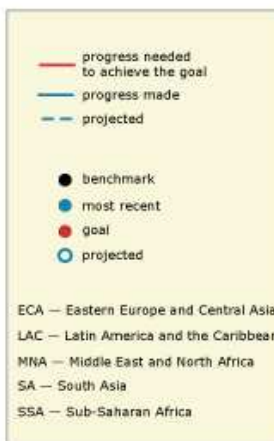 progress needed
to achieve the goal
progress made
projected
benchmark
most recent
goal
projected
ECA — Eastern Europe and Central Asia
LAC — Latin America and the Caribbean
MNA — Middle East and North Africa
SA — South Asia
SSA — Sub-Saharan Africa